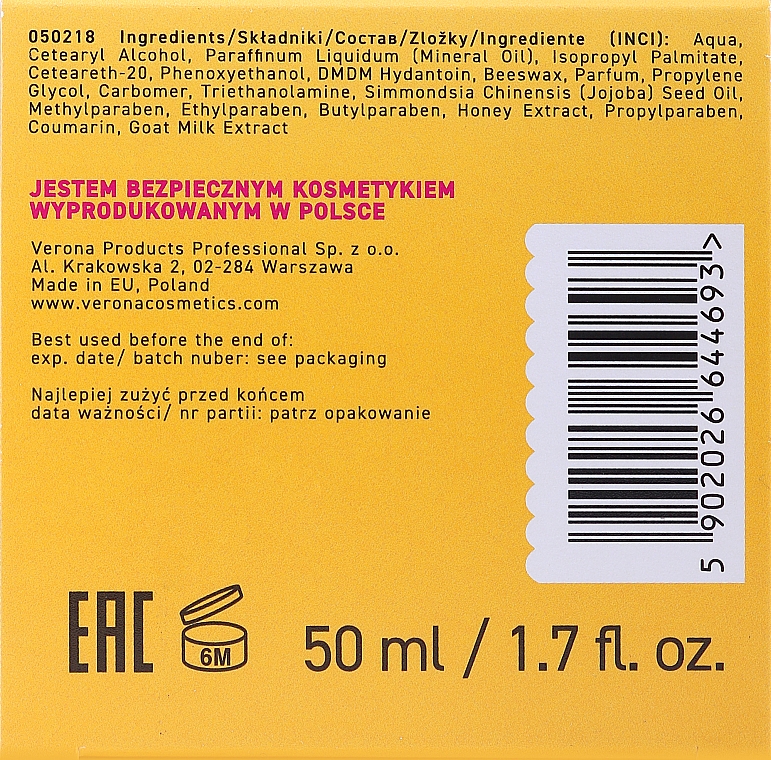 050218 Ingredients/Składniki/Состав/Zložky/Ingrediente (INCI): Aqua,
Cetearyl Alcohol, Paraffinum Liquidum (Mineral Oil), Isopropyl Palmitate,
Ceteareth-20, Phenoxyethanol, DMDM Hydantoin, Beeswax, Parfum, Propylene
Glycol, Carbomer, Triethanolamine, Simmondsia Chinensis (Jojoba) Seed Oil,
Methylparaben, Ethylparaben, Butylparaben, Honey Extract, Propylparaben,
Coumarin, Goat Milk Extract
JESTEM BEZPIECZNYM KOSMETYKIEM
WYPRODUKOWANYM W POLSCE
Verona Products Professional Sp. z o.o.
Al. Krakowska 2, 02-284 Warszawa
Made in EU, Poland
www.veronacosmetics.com
Best used before the end of:
exp. date/ batch nuber: see packaging
Najlepiej zużyć przed końcem
data ważności/ nr partii: patrz opakowanie
5 902026 644693 >
EAC
6M
50 ml / 1.7 fl. oz.